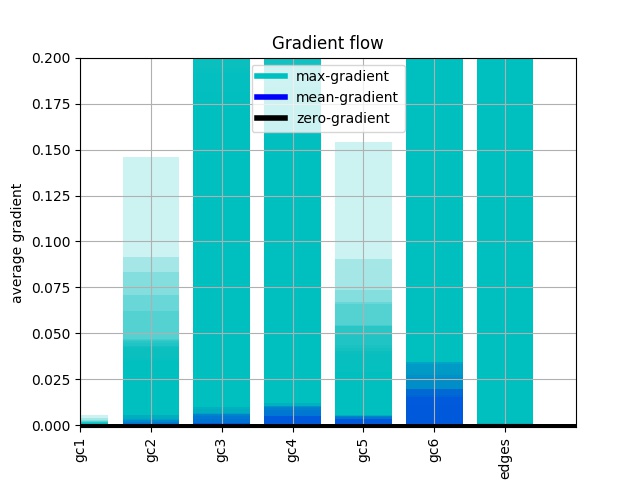 Gradient flow
0.200
0.175
0.150
0.125
0.100
0.075
0.050
0.025
0.000
average gradient
max-gradient
mean-gradient
zero-gradient
gc1
gc2
gc3
gc4
gc5
gc6
edges